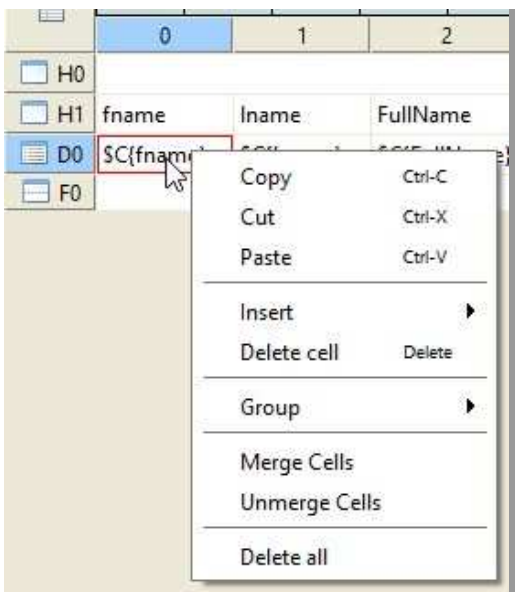 0 1 2
H0
H1 fname lname FullName
D0 $C{fname}
F0
Copy Ctrl-C
Cut Ctrl-X
Paste Ctrl-V
Insert
Delete cell Delete
Group
Merge Cells
Unmerge Cells
Delete all